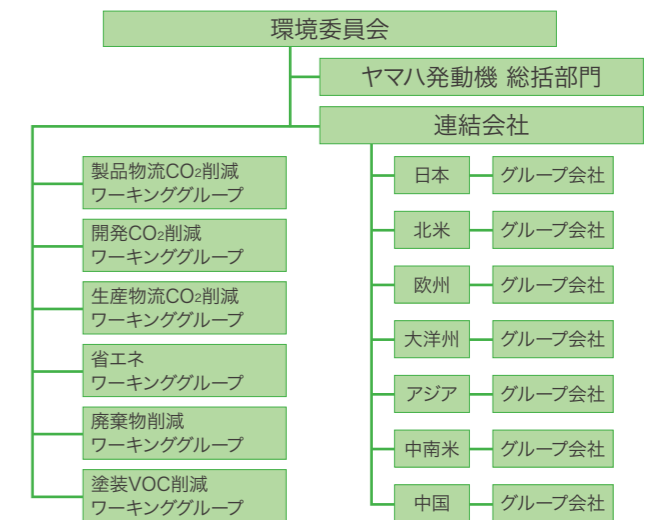 環境委員会
ヤマハ発動機 総括部門
連結会社
製品物流CO₂削減
ワーキンググループ
開発CO₂削減
ワーキンググループ
生産物流CO₂削減
ワーキンググループ
省エネ
ワーキンググループ
廃棄物削減
ワーキンググループ
塗装VOC削減
ワーキンググループ
日本 グループ会社
北米 グループ会社
欧州 グループ会社
大洋州 グループ会社
アジア グループ会社
中南米 グループ会社
中国 グループ会社